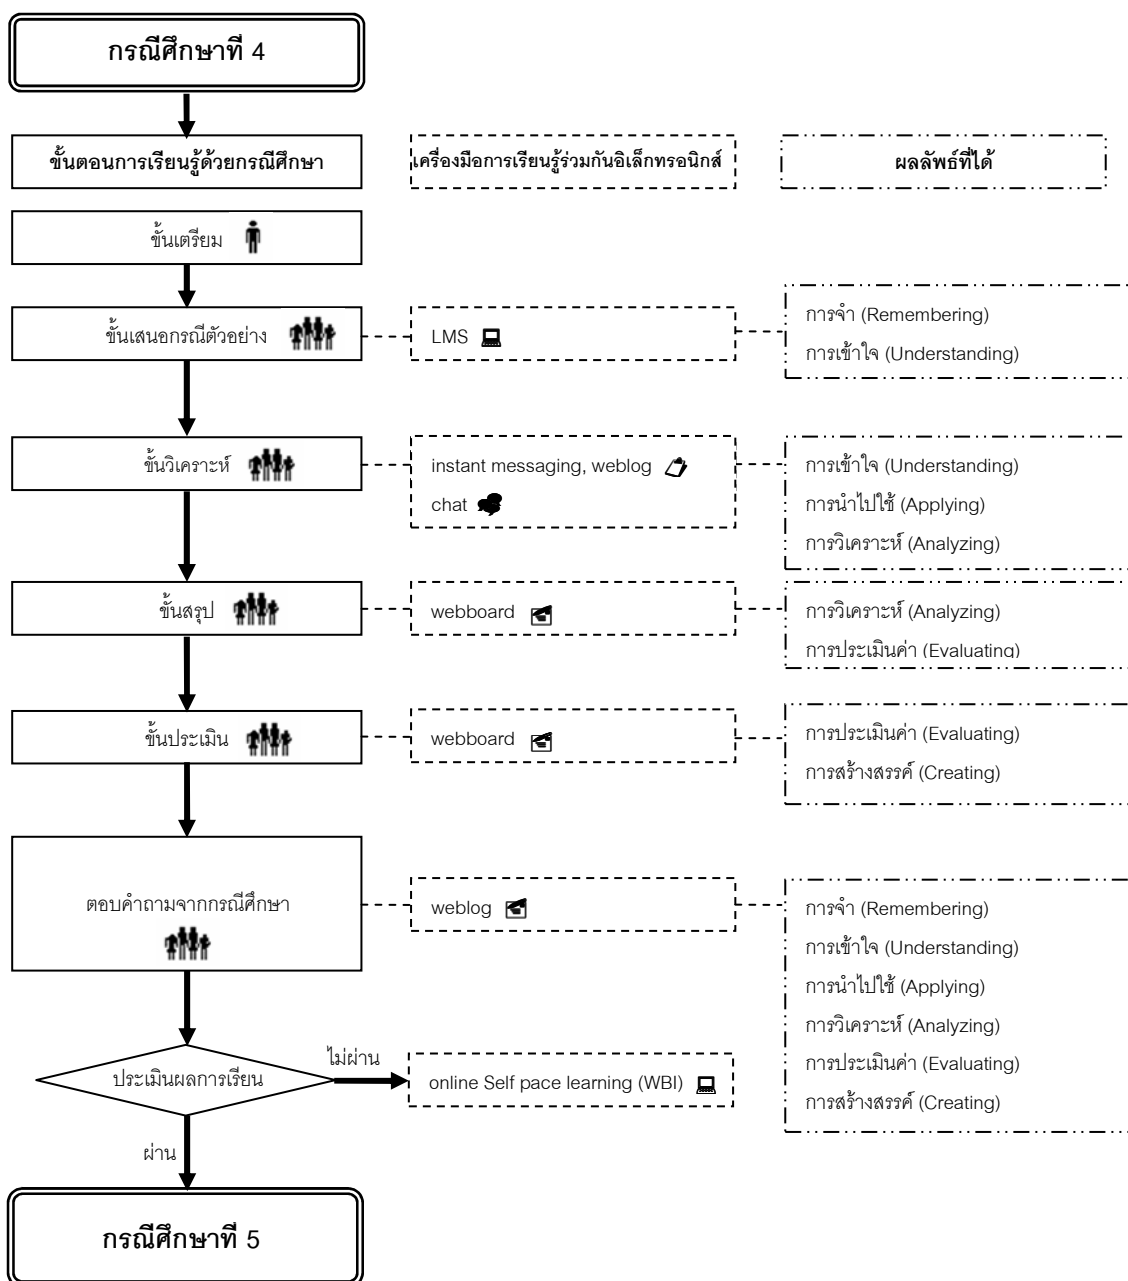 กรณีศึกษาที่ 4
ขั้นตอนการเรียนรู้ด้วยกรณีศึกษา
เครื่องมือการเรียนรู้ร่วมกันอิเล็กทรอนิกส์
ผลลัพธ์ที่ได้
ขั้นเตรียม
ขั้นเสนอกรณีตัวอย่าง
LMS
การจำ (Remembering)
การเข้าใจ (Understanding)
ขั้นวิเคราะห์
instant messaging, weblog
chat
การเข้าใจ (Understanding)
การนำไปใช้ (Applying)
การวิเคราะห์ (Analyzing)
ขั้นสรุป
webboard
การวิเคราะห์ (Analyzing)
การประเมินค่า (Evaluating)
ขั้นประเมิน
webboard
การประเมินค่า (Evaluating)
การสร้างสรรค์ (Creating)
ตอบคำถามจากกรณีศึกษา
weblog
การจำ (Remembering)
การเข้าใจ (Understanding)
การนำไปใช้ (Applying)
การวิเคราะห์ (Analyzing)
การประเมินค่า (Evaluating)
การสร้างสรรค์ (Creating)
ประเมินผลการเรียน
ไม่ผ่าน
online Self pace learning (WBI)
ผ่าน
กรณีศึกษาที่ 5